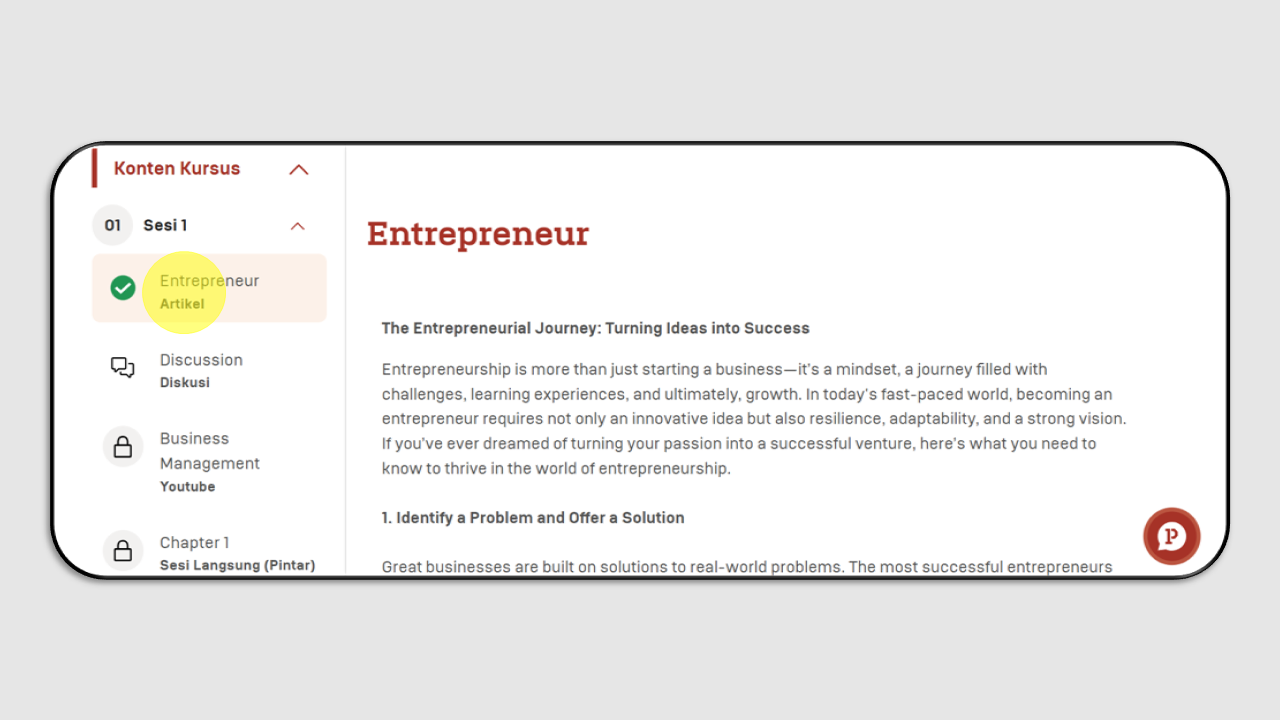 Konten Kursus
01 Sesi 1
Entrepreneur
Artikel
Discussion
Diskusi
Business
Management
Youtube
Chapter 1
Sesi Langsung (Pintar)
Entrepreneur
The Entrepreneurial Journey: Turning Ideas into Success
Entrepreneurship is more than just starting a business—it's a mindset, a journey filled with
challenges, learning experiences, and ultimately, growth. In today's fast-paced world, becoming an
entrepreneur requires not only an innovative idea but also resilience, adaptability, and a strong vision.
If you've ever dreamed of turning your passion into a successful venture, here's what you need to
know to thrive in the world of entrepreneurship.
1. Identify a Problem and Offer a Solution
Great businesses are built on solutions to real-world problems. The most successful entrepreneurs
P